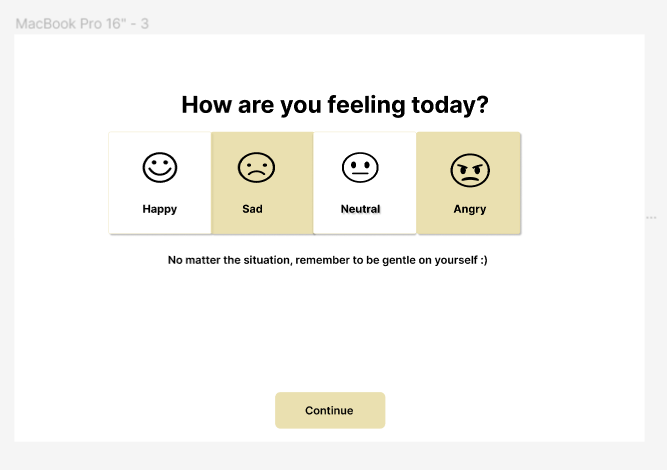 MacBook Pro 16" - 3
How are you feeling today?
Happy Sad Neutral Angry
No matter the situation, remember to be gentle on yourself :)
Continue